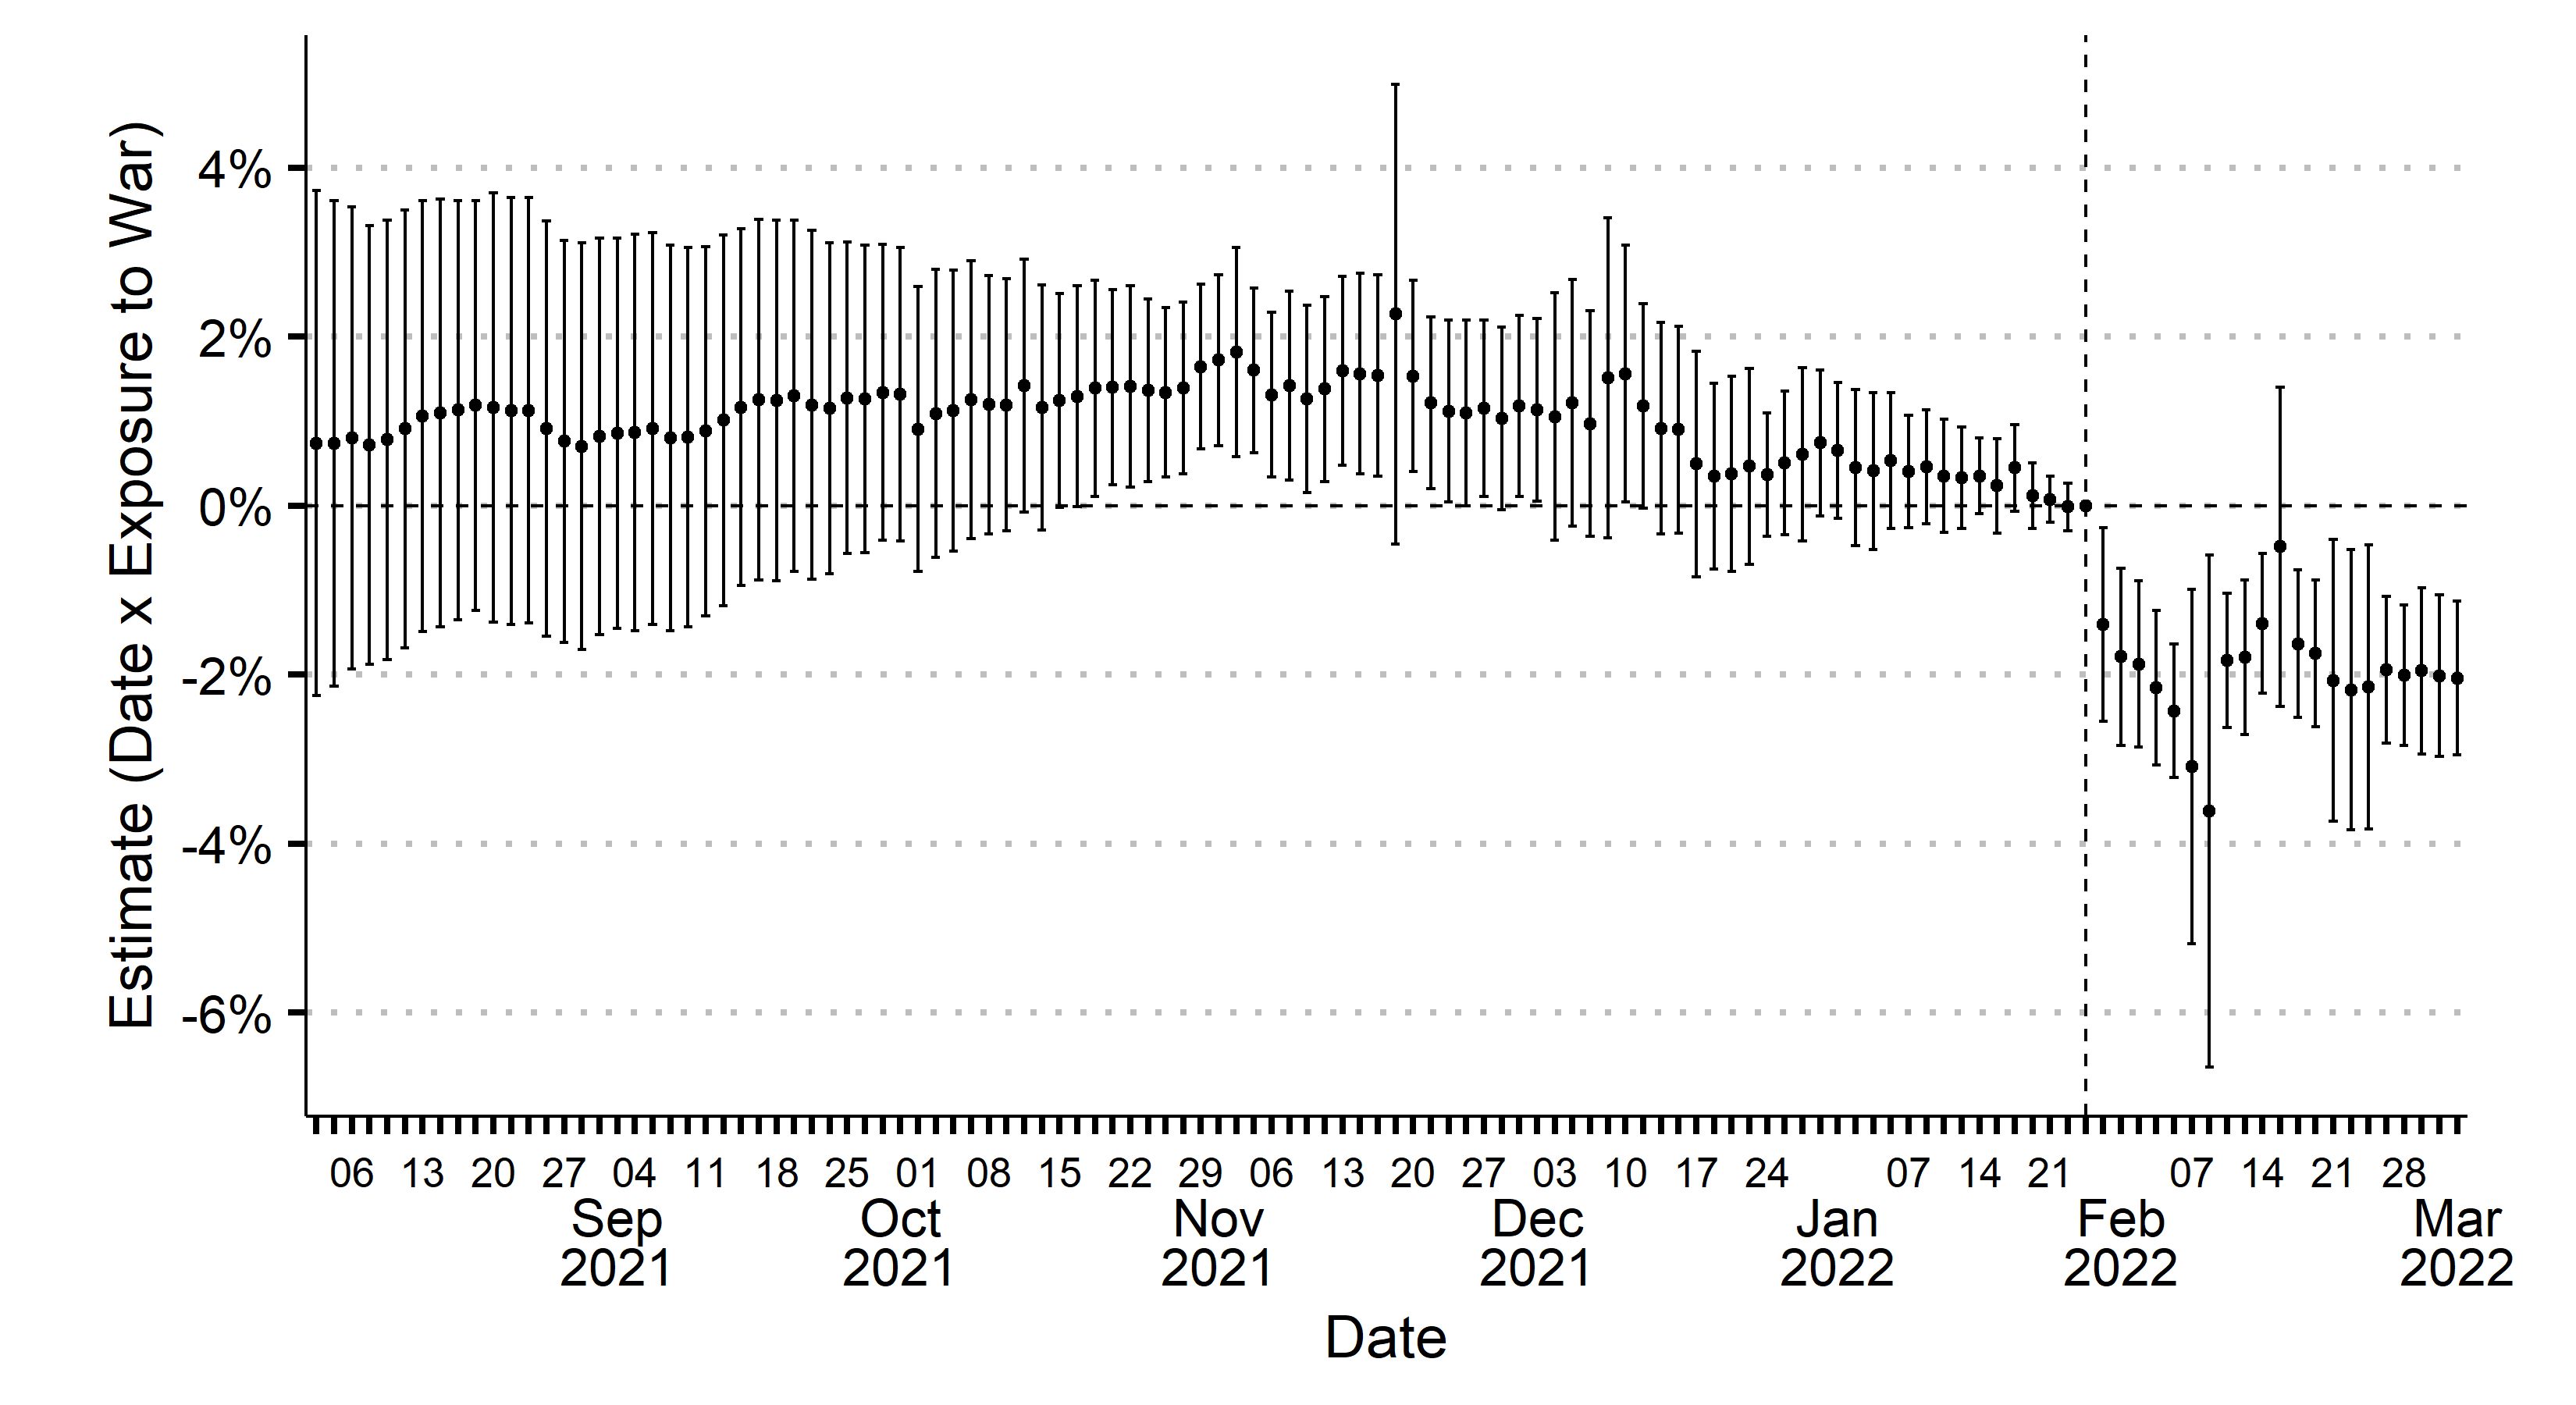 Estimate (Date x Exposure to War)
4%
2%
0%
-2%
-4%
-6%
06 13 20 27 04 11 18 25 01 08 15 22 29 06 13 20 27 03 10 17 24 07 14 21 07 14 21 28
Sep Oct Nov Dec Jan Feb Mar
2021 2021 2021 2021 2022 2022 2022
Date